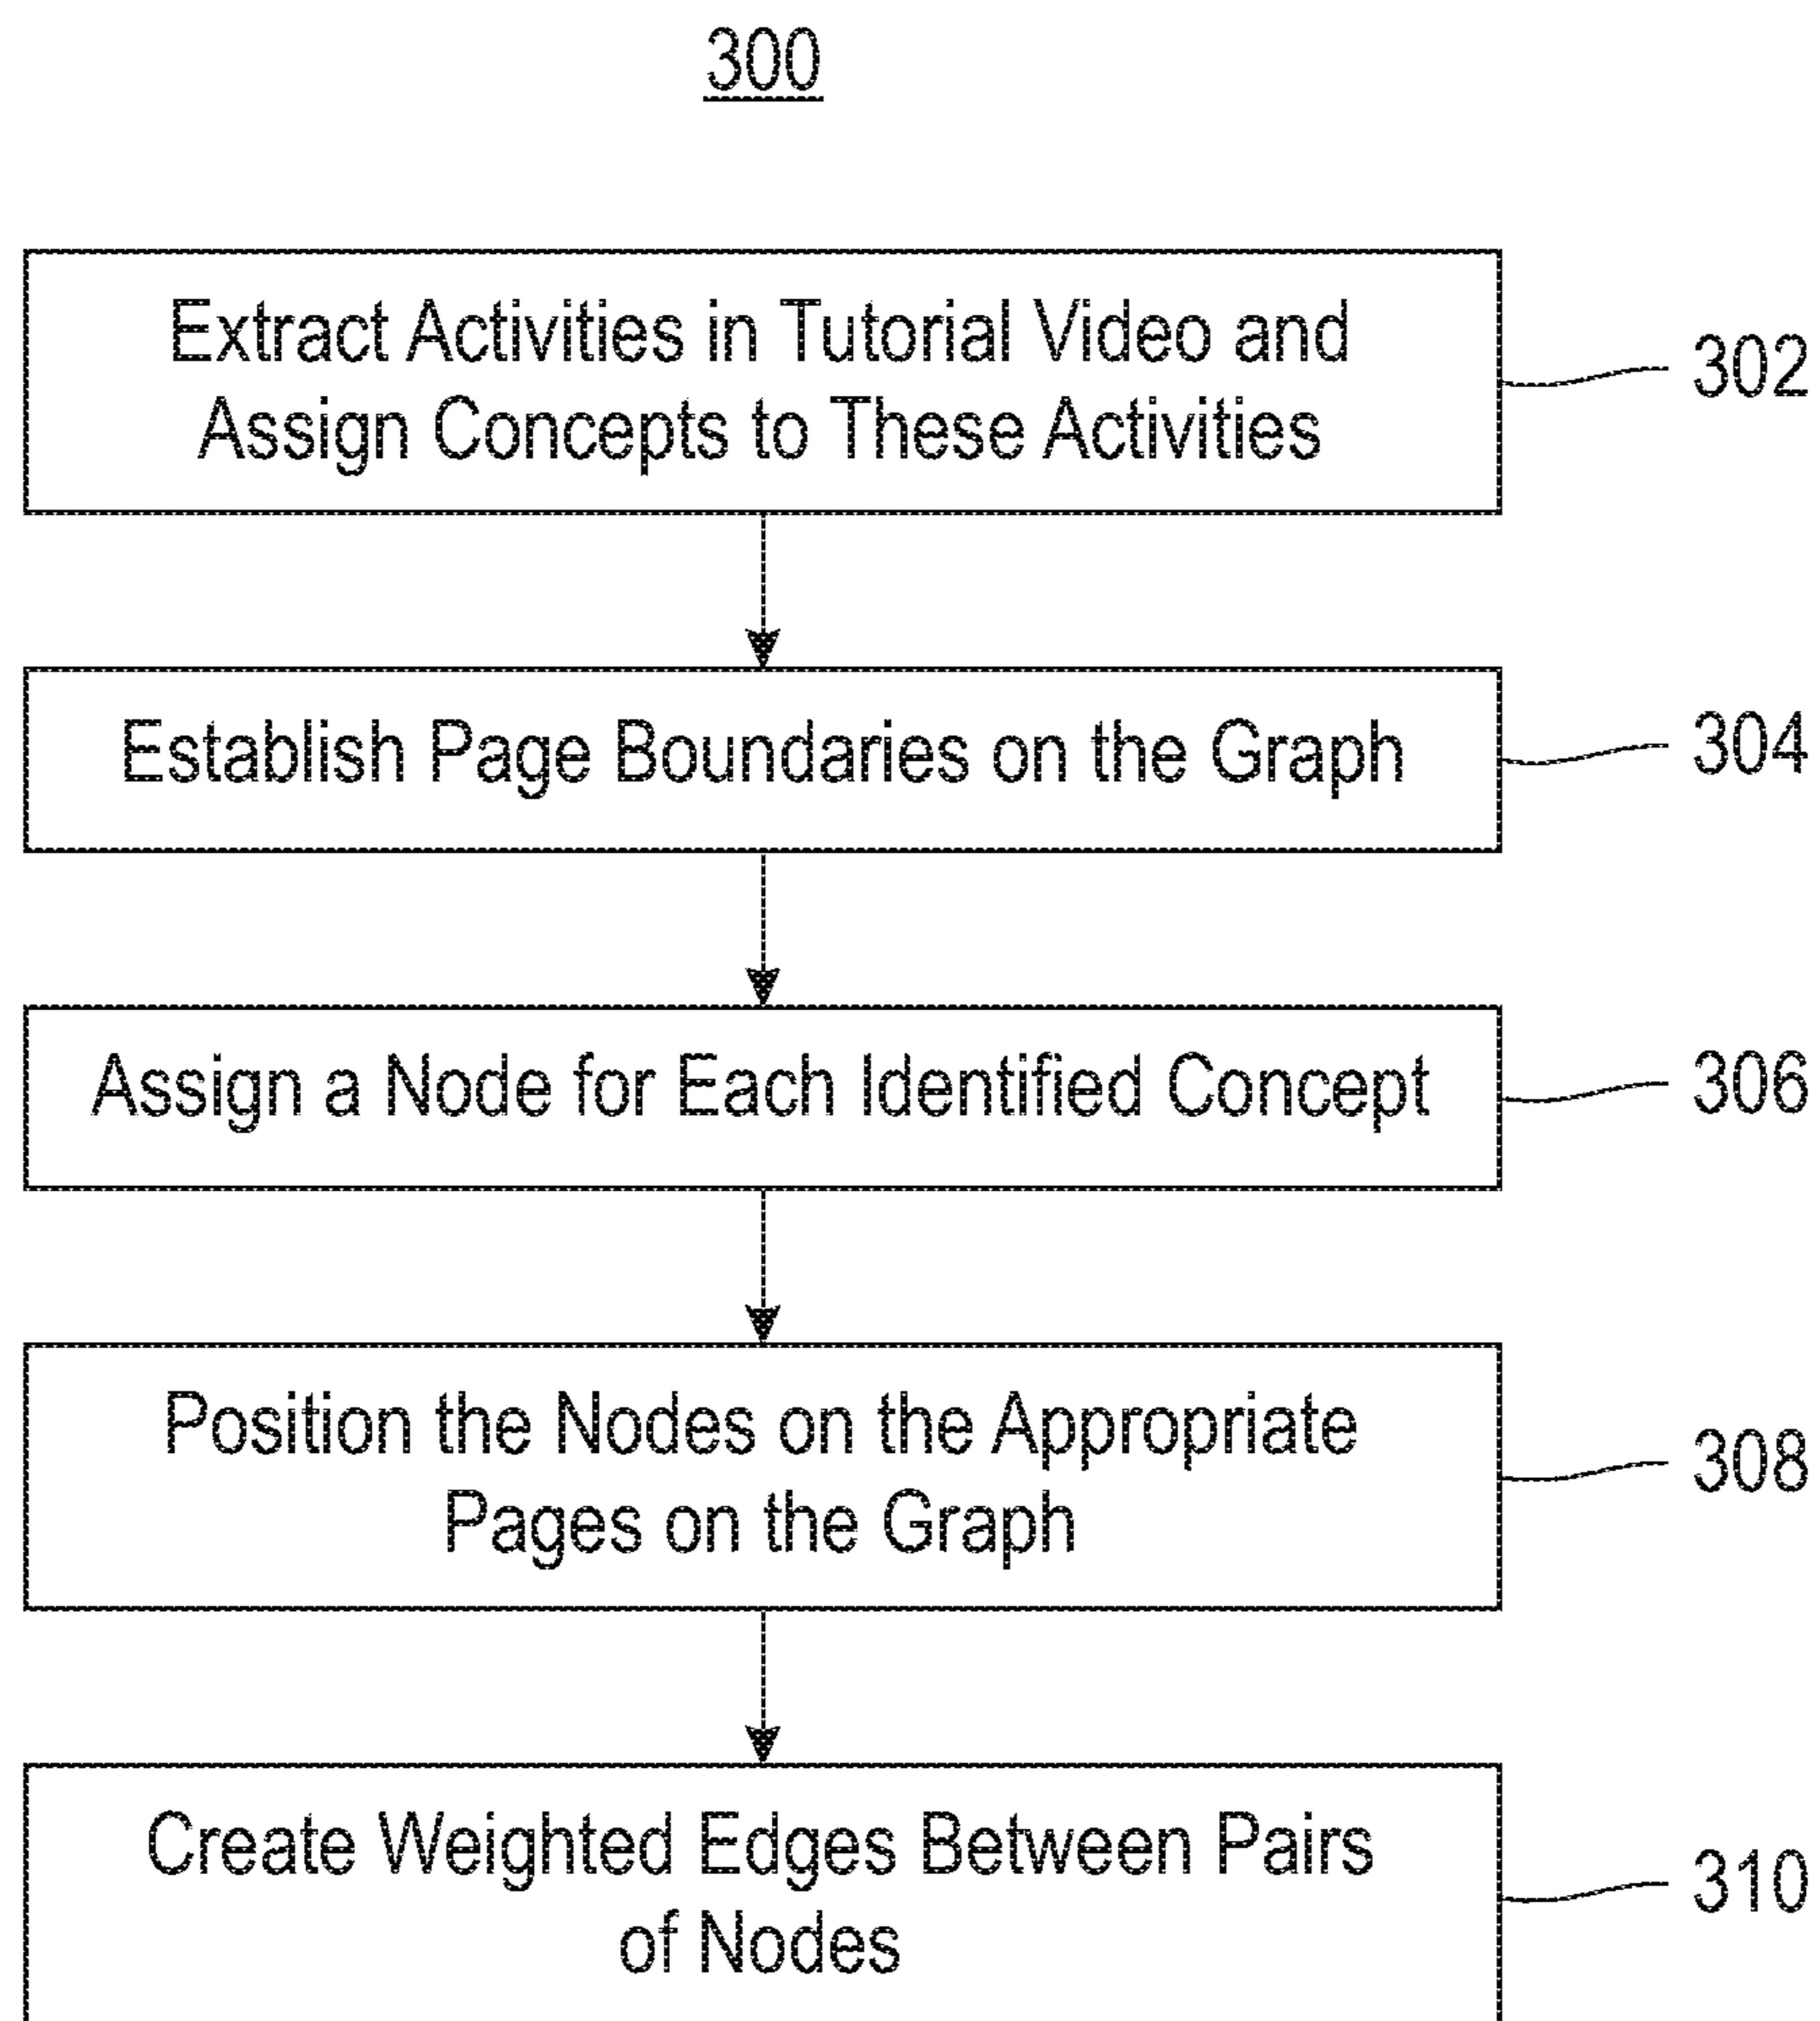 300
Extract Activities in Tutorial Video and
Assign Concepts to These Activities
302
Establish Page Boundaries on the Graph
304
Assign a Node for Each Identified Concept
306
Position the Nodes on the Appropriate
Pages on the Graph
308
Create Weighted Edges Between Pairs
of Nodes
310